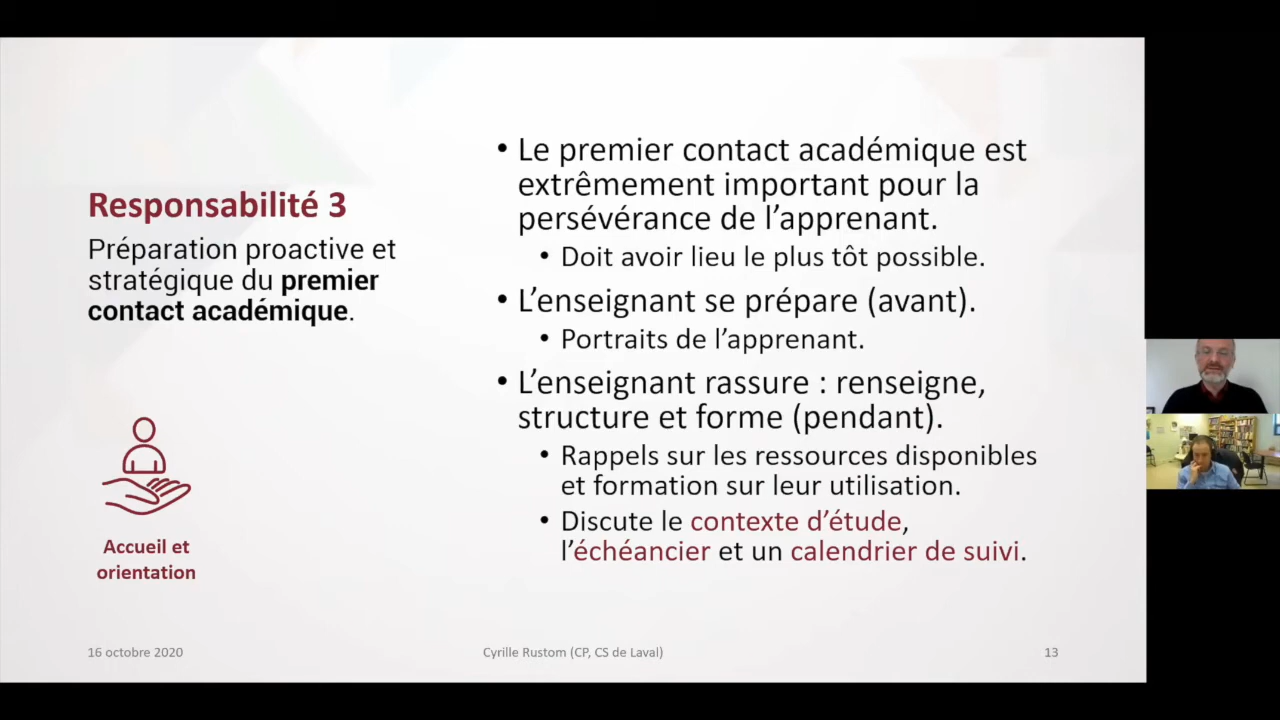 Responsabilité 3
Préparation proactive et
stratégique du premier
contact académique.
Accueil et
orientation
• Le premier contact académique est
extrêmement important pour la
persévérance de l’apprenant.
• Doit avoir lieu le plus tôt possible.
• L’enseignant se prépare (avant).
• Portraits de l’apprenant.
• L’enseignant rassure : renseigne,
structure et forme (pendant).
• Rappels sur les ressources disponibles
et formation sur leur utilisation.
• Discute le contexte d’étude,
l’échéancier et un calendrier de suivi.
16 octobre 2020
Cyrille Rustom (CP, CS de Laval)
13